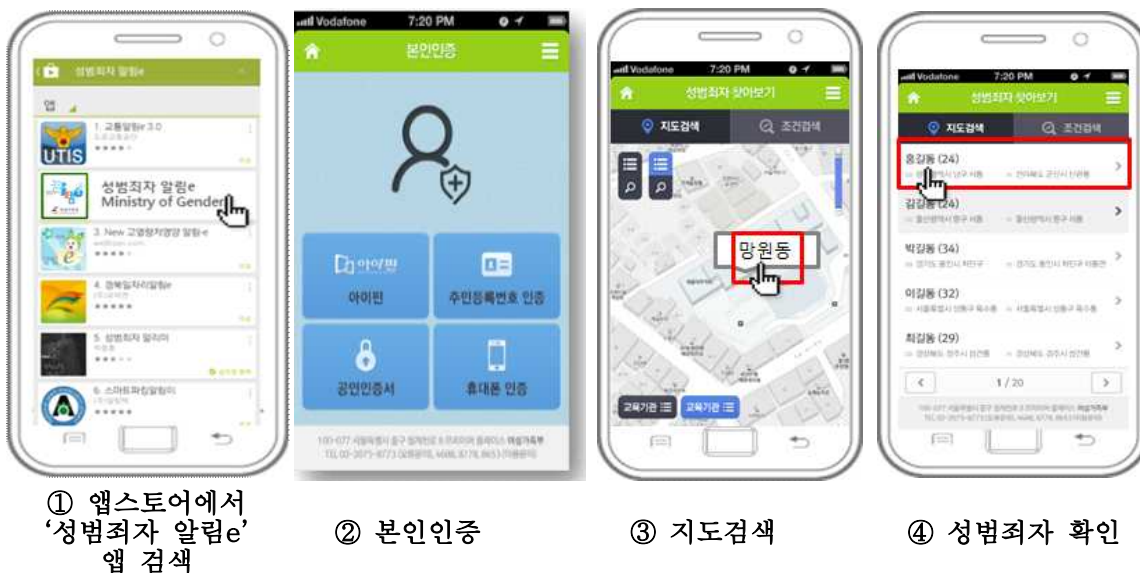 성범죄자 알림e
앱
1. 교통알림e 3.0
도로교통공단
UTIS
성범죄자 알림e
Ministry of Gender
3. New 고열량저영양 알림-e
4. 경북일자리알림e
5. 성범죄자 알리미
6. 스마트파킹알림이
① 앱스토어에서
‘성범죄자 알림e’
앱 검색
Vodafone 7:20 PM
본인인증
아이핀
아이핀
주민등록번호 인증
공인인증서
휴대폰 인증
② 본인인증
Vodafone 7:20 PM
성범죄자 찾아보기
지도검색 조건검색
망원동
교육기관 교육기관
③ 지도검색
Vodafone 7:20 PM
성범죄자 찾아보기
지도검색 조건검색
홍길동 (24)
김길동 (24)
박길동 (34)
이길동 (32)
최길동 (29)
1 / 20
④ 성범죄자 확인